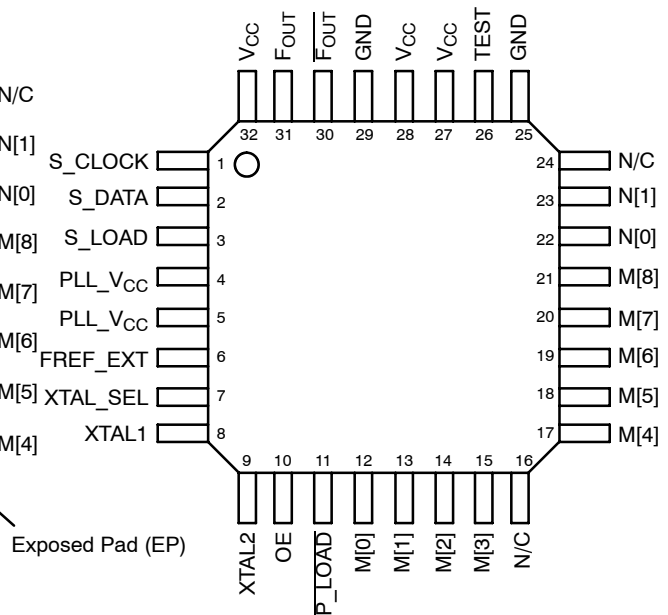 N/C
N[1]
N[0]
M[8]
M[7]
M[6]
M[5]
M[4]
Exposed Pad (EP)
VCC
FOUT
FOUT
GND
VCC
VCC
TEST
GND
32
31
30
29
28
27
26
25
S_CLOCK 1
S_DATA 2
S_LOAD 3
PLL_VCC 4
PLL_VCC 5
FREF_EXT 6
XTAL_SEL 7
XTAL1 8
24 N/C
23 N[1]
22 N[0]
21 M[8]
20 M[7]
19 M[6]
18 M[5]
17 M[4]
9
10
11
12
13
14
15
16
XTAL2
OE
P_LOAD
M[0]
M[1]
M[2]
M[3]
N/C